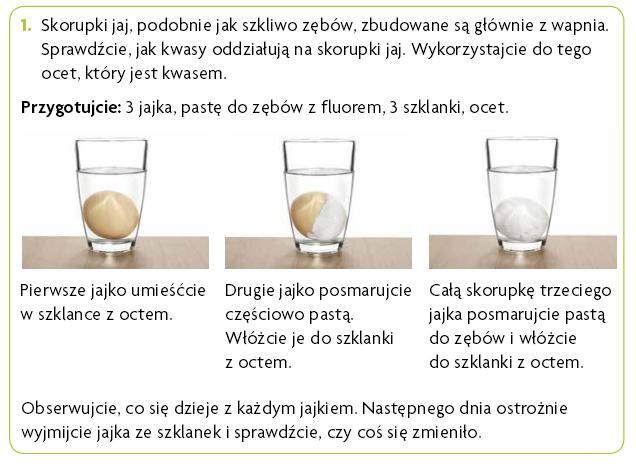 1. Skorupki jaj, podobnie jak szkliwo zębów, zbudowane są głównie z wapnia.
Sprawdźcie, jak kwasy oddziałują na skorupki jaj. Wykorzystajcie do tego
ocet, który jest kwasem.
Przygotujcie: 3 jajka, pastę do zębów z fluorem, 3 szklanki, ocet.
Pierwsze jajko umieśćcie
w szklance z octem.
Drugie jajko posmarujcie
częściowo pastą.
Włóżcie je do szklanki
z octem.
Całą skorupkę trzeciego
jajka posmarujcie pastą
do zębów i włóżcie
do szklanki z octem.
Obserwujcie, co się dzieje z każdym jajkiem. Następnego dnia ostrożnie
wyjmijcie jajka ze szklanek i sprawdźcie, czy coś się zmieniło.